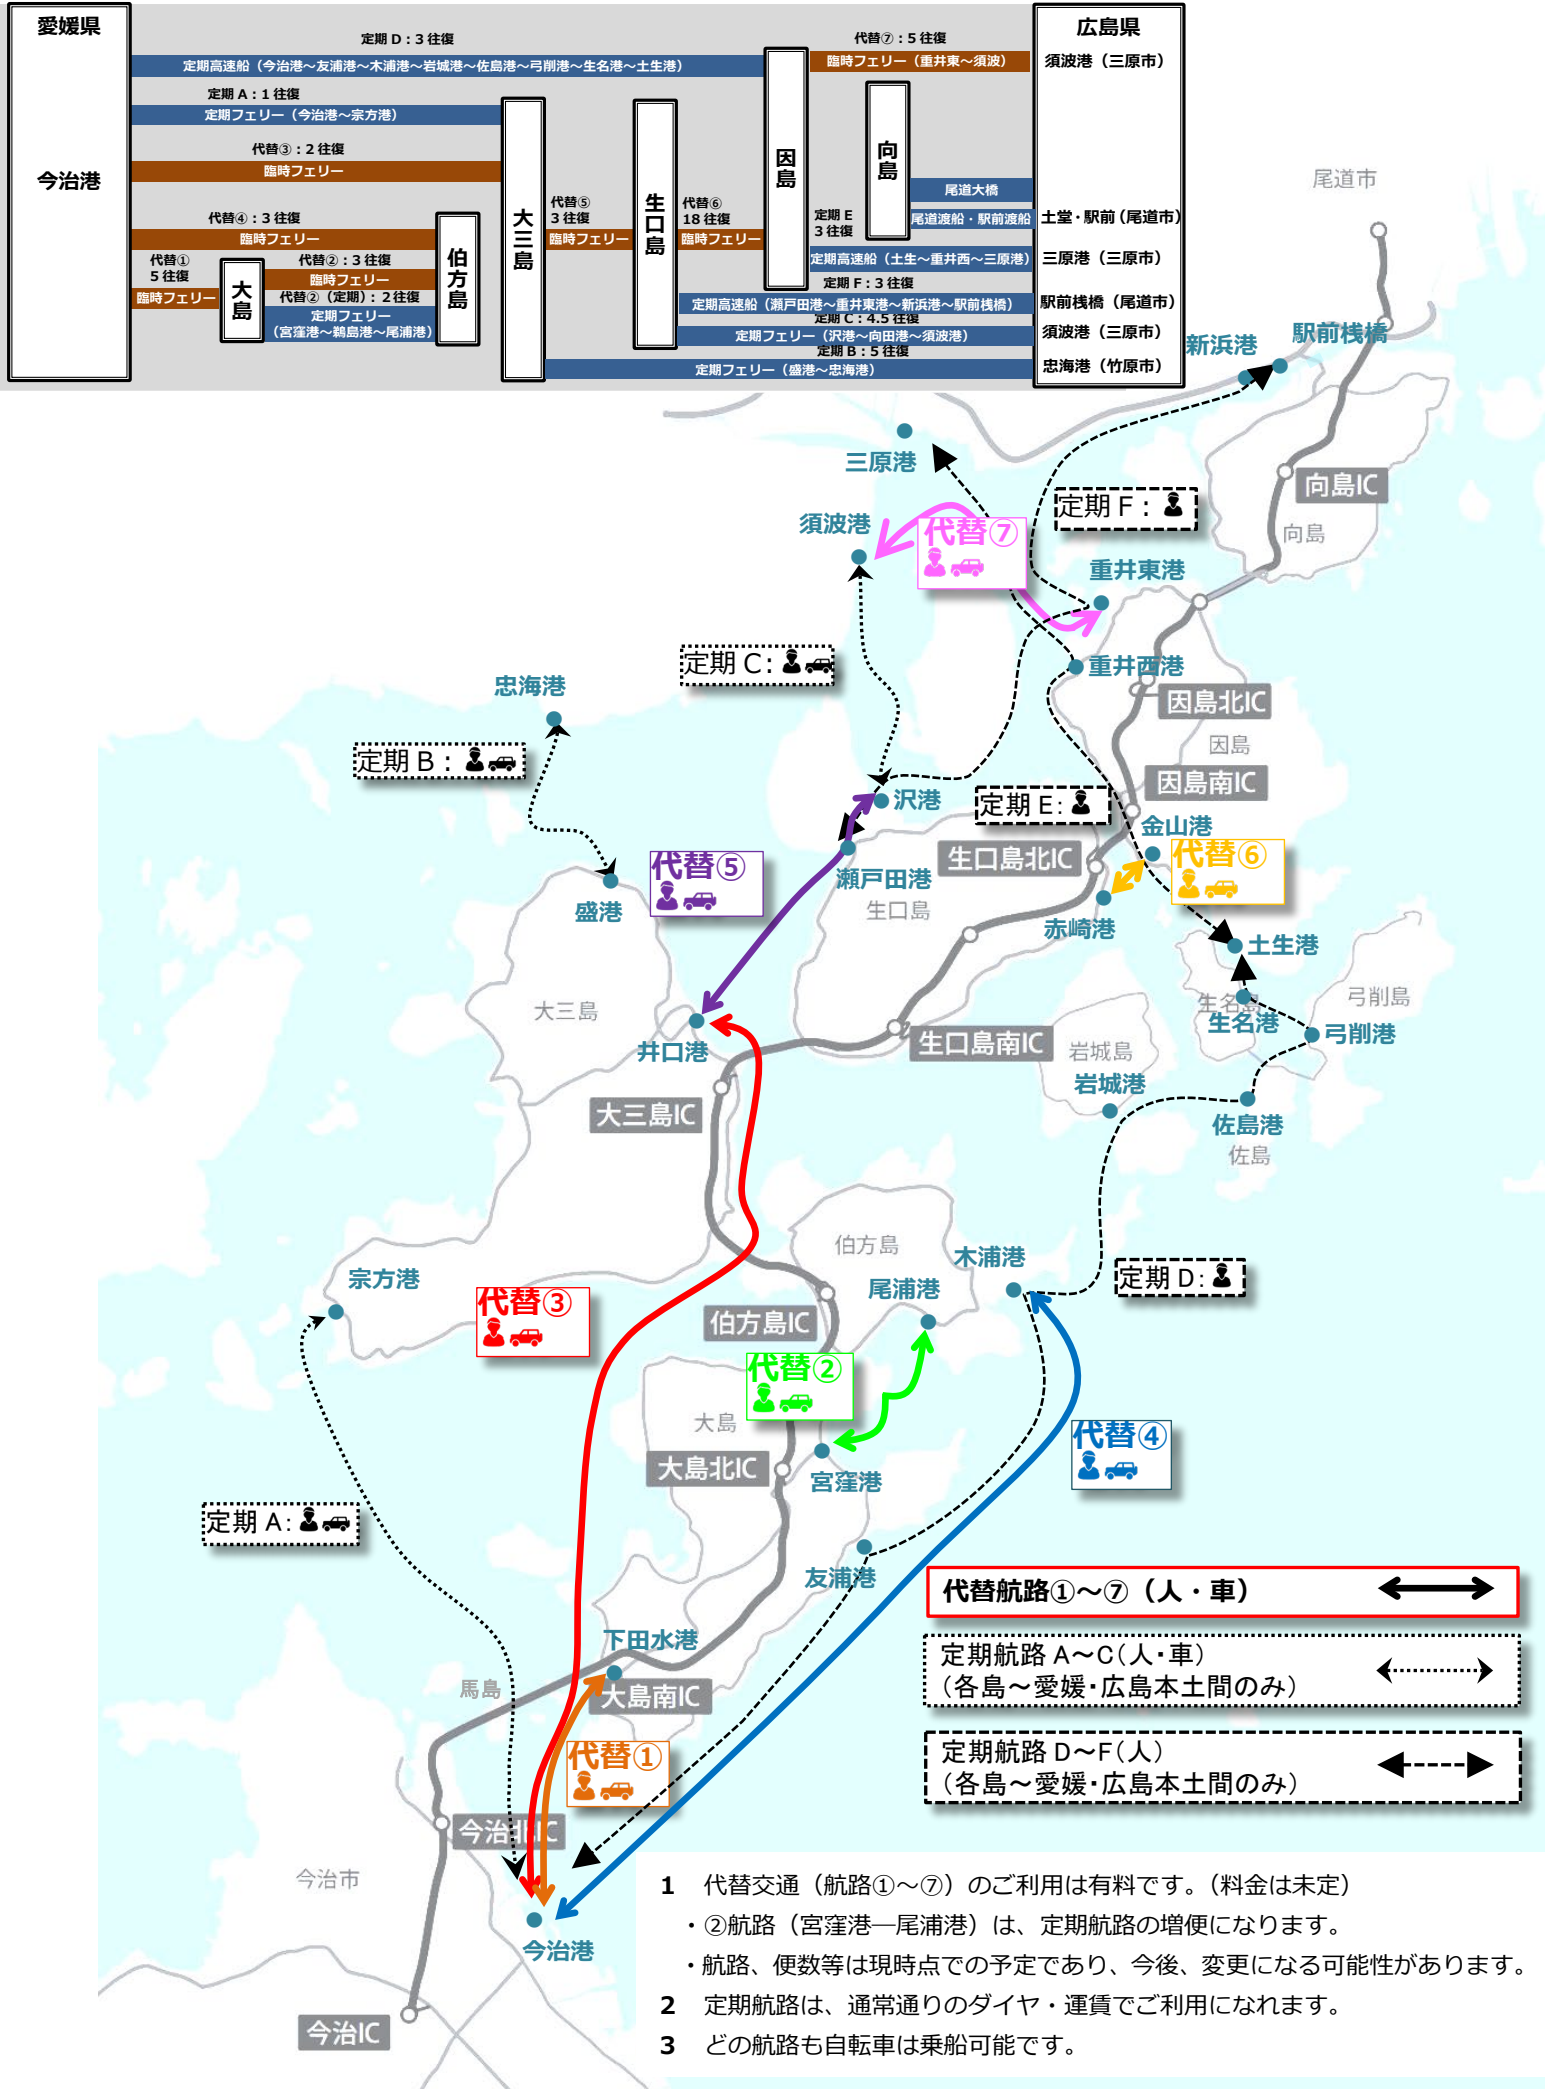 愛媛県
今治港
広島県
須波港（三原市）
土堂・駅前（尾道市）
三原港（三原市）
駅前桟橋（尾道市）
須波港（三原市）
忠海港（竹原市）
定期 D：3 往復
定期高速船（今治港～友浦港～木浦港～岩城港～佐島港～弓削港～生名港～土生港）
代替⑦：5 往復
臨時フェリー（重井東～須波）
定期 A：1 往復
定期フェリー（今治港～宗方港）
代替③：2 往復
臨時フェリー
代替④：3 往復
臨時フェリー
代替①
5 往復
臨時フェリー
代替②：3 往復
臨時フェリー
代替②（定期）：2往復
定期フェリー
（宮窪港～鵜島港～尾浦港）
大島
伯方島
大三島
生口島
因島
向島
代替⑤
3 往復
臨時フェリー
代替⑥
18 往復
臨時フェリー
尾道大橋
尾道渡船・駅前渡船
定期 E
3 往復
定期高速船（土生～重井西～三原港）
定期 F：3 往復
定期高速船（瀬戸田港～重井東港～新浜港～駅前桟橋）
定期 C：4.5 往復
定期フェリー（沢港～向田港～須波港）
定期 B：5 往復
定期フェリー（盛港～忠海港）
尾道市
新浜港
駅前桟橋
三原港
向島IC
向島
須波港
代替⑦
定期 F：
重井東港
定期 C：
重井西港
忠海港
因島北IC
因島
定期 B：
因島南IC
沢港
定期 E：
金山港
代替⑤
生口島北IC
代替⑥
瀬戸田港
生口島
盛港
赤崎港
土生港
大三島
生名島
弓削島
生名港
弓削港
井口港
生口島南IC
岩城島
岩城港
大三島IC
佐島港
佐島
伯方島
木浦港
宗方港
尾浦港
定期 D：
代替③
伯方島IC
代替②
大島
代替④
大島北IC
宮窪港
定期 A：
友浦港
代替航路①～⑦（人・車）
下田水港
定期航路 A～C（人・車）
（各島～愛媛・広島本土間のみ）
馬島
大島南IC
定期航路 D～F（人）
（各島～愛媛・広島本土間のみ）
代替①
今治北IC
今治市
今治港
今治IC
1 代替交通（航路①～⑦）のご利用は有料です。（料金は未定）
・②航路（宮窪港―尾浦港）は、定期航路の増便になります。
・航路、便数等は現時点での予定であり、今後、変更になる可能性があります。
2 定期航路は、通常通りのダイヤ・運賃でご利用になれます。
3 どの航路も自転車は乗船可能です。